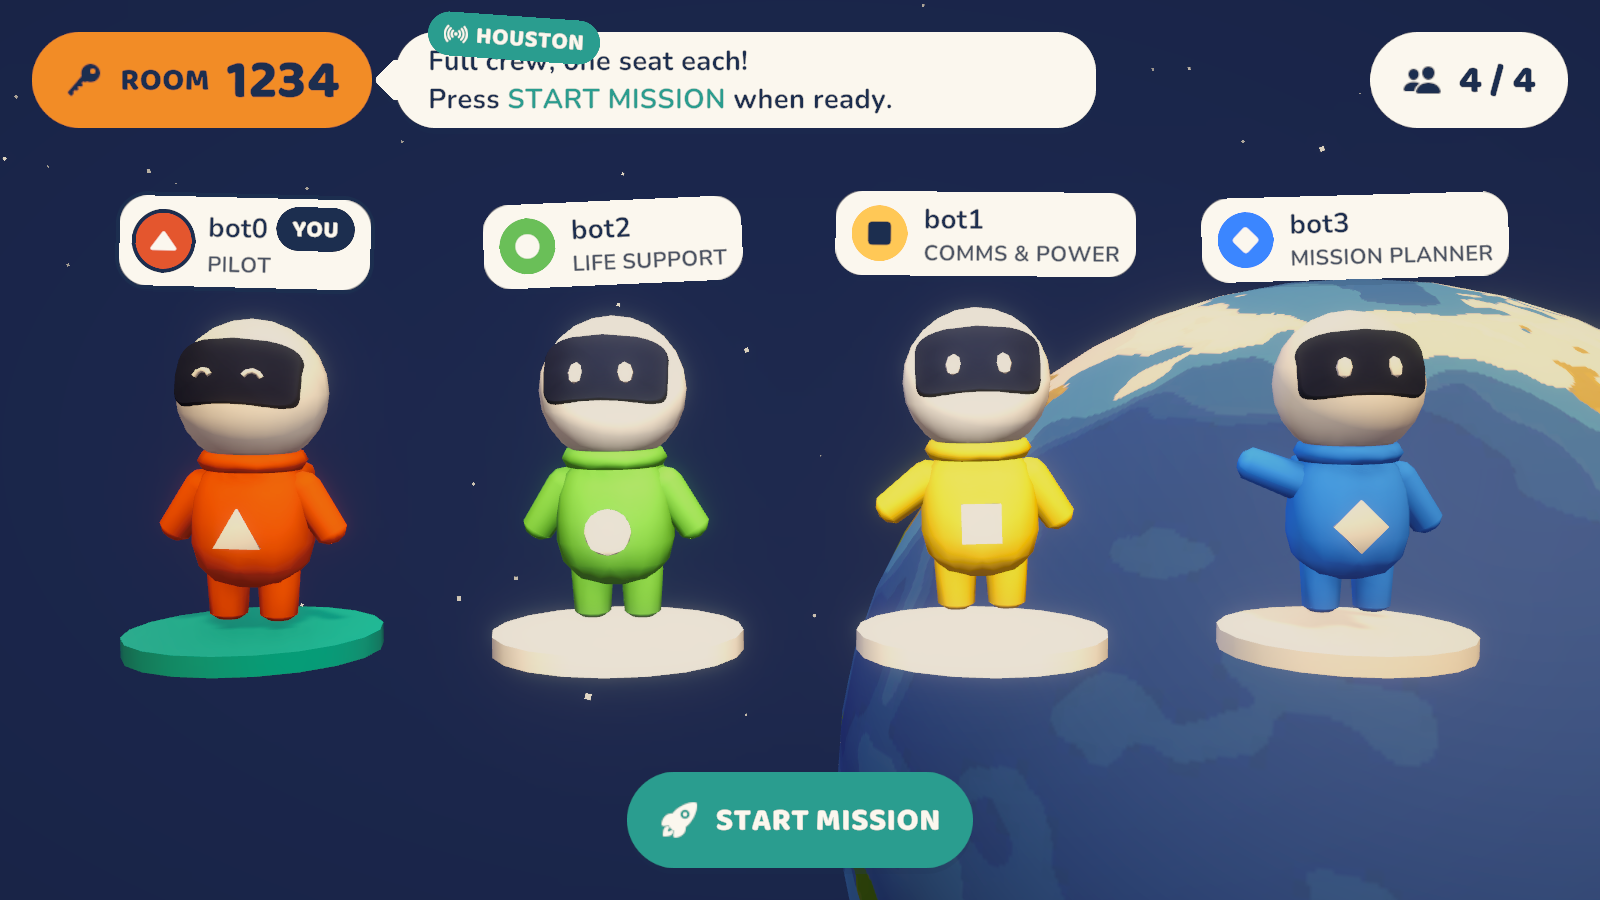 ROOM 1234
HOUSTON
Full crew, one seat each!
Press START MISSION when ready.
4 / 4
bot0 YOU
PILOT
bot2
LIFE SUPPORT
bot1
COMMS & POWER
bot3
MISSION PLANNER
START MISSION